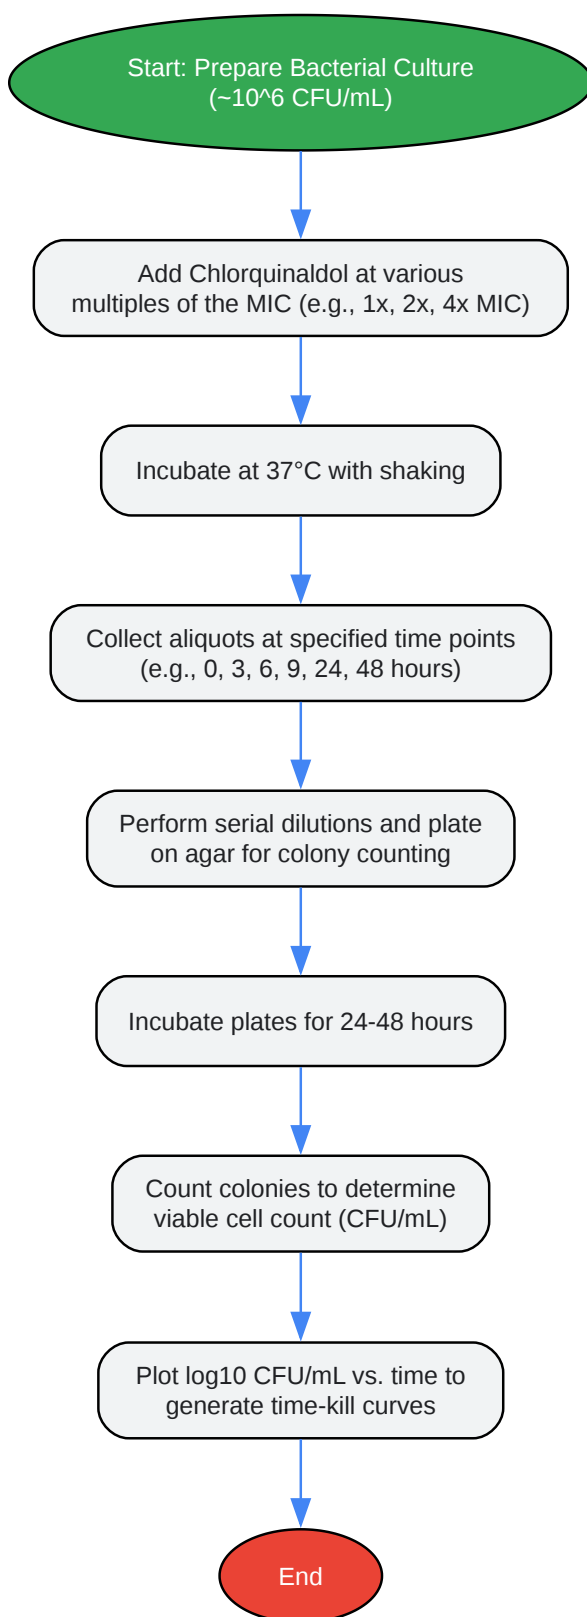 Start: Prepare Bacterial Culture
(~10^6 CFU/mL)
Add Chlorquinaldol at various
multiples of the MIC (e.g., 1x, 2x, 4x MIC)
Incubate at 37°C with shaking
Collect aliquots at specified time points
(e.g., 0, 3, 6, 9, 24, 48 hours)
Perform serial dilutions and plate
on agar for colony counting
Incubate plates for 24-48 hours
Count colonies to determine
viable cell count (CFU/mL)
Plot log10 CFU/mL vs. time to
generate time-kill curves
End